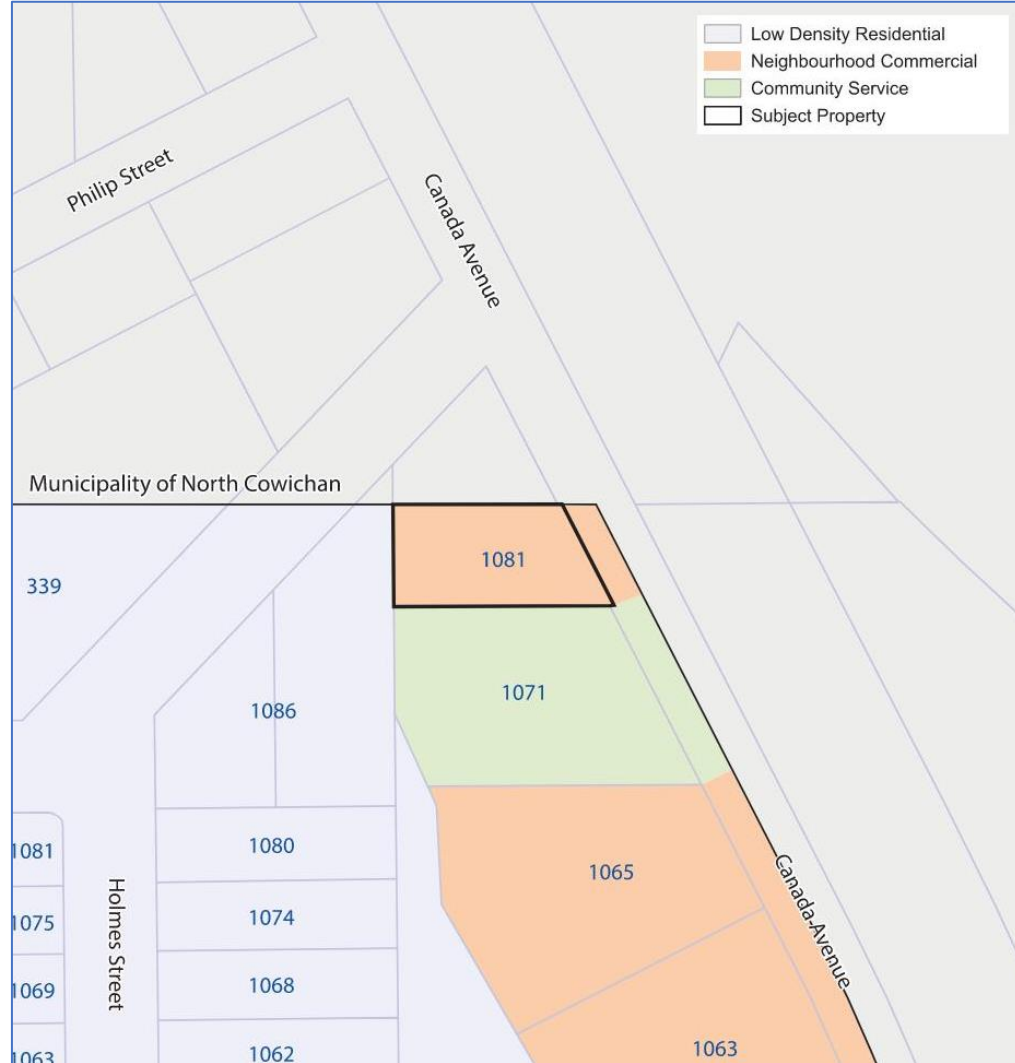 Low Density Residential
Neighbourhood Commercial
Community Service
Subject Property
Philip Street
Canada Avenue
Municipality of North Cowichan
1081
339
1071
1086
1081
1080
1065
Canada Avenue
1075
Holmes Street
1074
1069
1068
1063
1062
1063